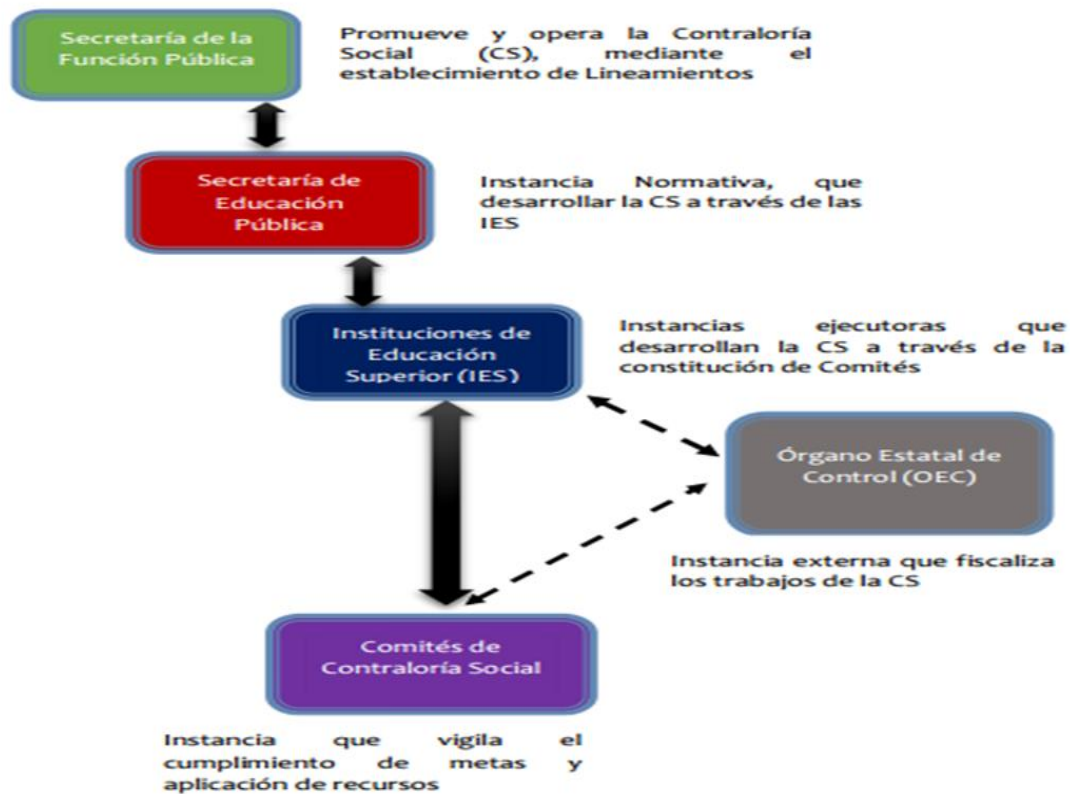 Secretaría de la
Función Pública
Promueve y opera la Contraloría
Social (CS), mediante el
establecimiento de Lineamientos
Secretaría de
Educación
Pública
Instancia Normativa, que
desarrollar la CS a través de las
IES
Instituciones de
Educación
Superior (IES)
Instancias ejecutoras que
desarrollan la CS a través de la
constitución de Comités
Órgano Estatal de
Control (OEC)
Instancia externa que fiscaliza
los trabajos de la CS
Comités de
Contraloría Social
Instancia que vigila el
cumplimiento de metas y
aplicación de recursos